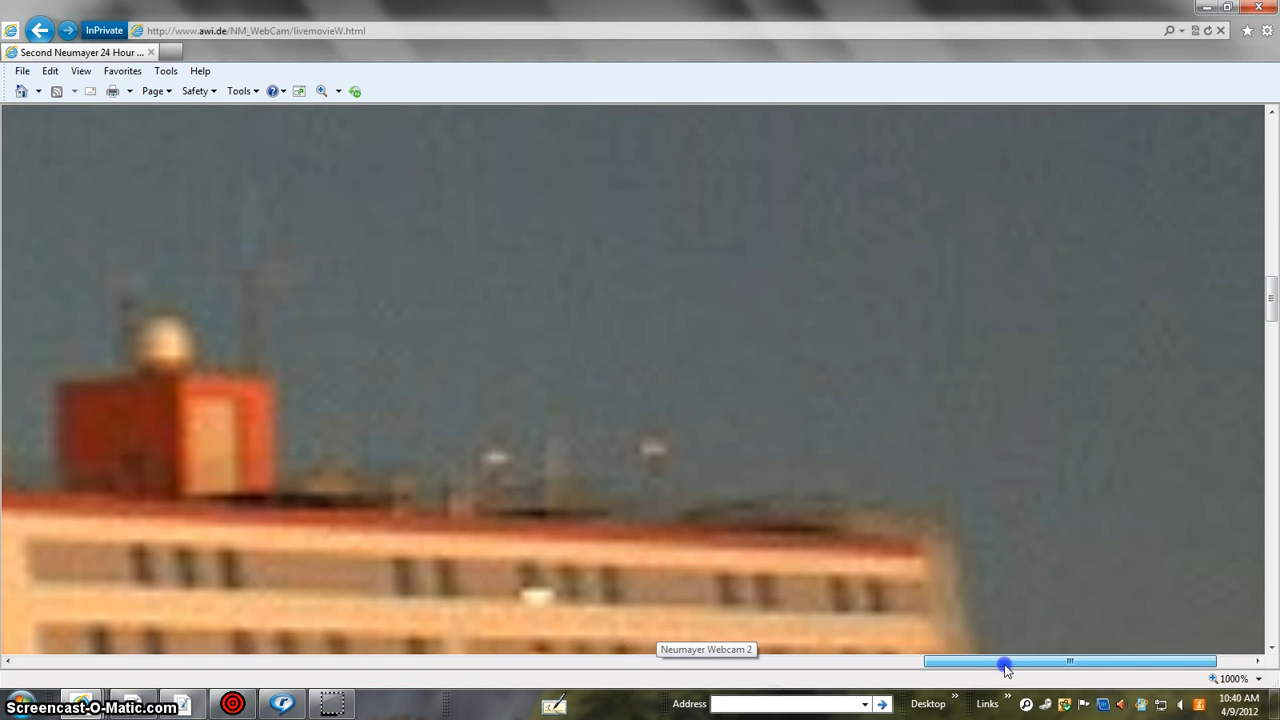 InPrivate
http://www.awi.de/NM_WebCam/livemovieW.html
Second Neumayer 24 Hour ...
File Edit View Favorites Tools Help
Page Safety Tools
Neumayer Webcam 2
1000%
Address
Desktop
Links
10:40 AM
4/9/2012
Screencast-O-Matic.com